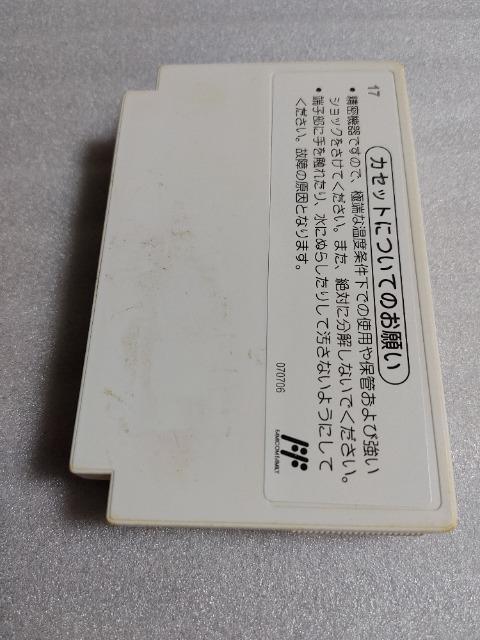 17
カセットについてのお願い
• 精密機器ですので、極端な温度条件下での使用や保管および強い
ショックをさけてください。また、絶対に分解しないでください。
• 端子部に手を触れたり、水にぬらしたりして汚さないようにして
ください。故障の原因となります。
070706
FAMICOM FAMILY